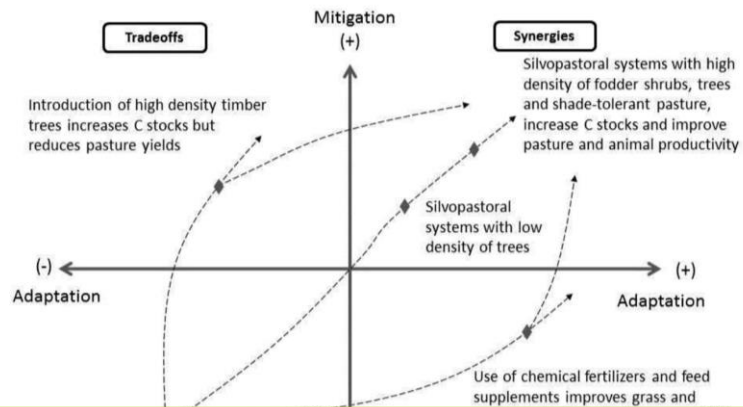 Mitigation
(+)
Tradeoffs
Synergies
Introduction of high density timber
trees increases C stocks but
reduces pasture yields
Silvopastoral systems with high
density of fodder shrubs, trees
and shade-tolerant pasture,
increase C stocks and improve
pasture and animal productivity
Silvopastoral
systems with low
density of trees
(-)
Adaptation
(+)
Adaptation
Use of chemical fertilizers and feed
supplements improves grass and